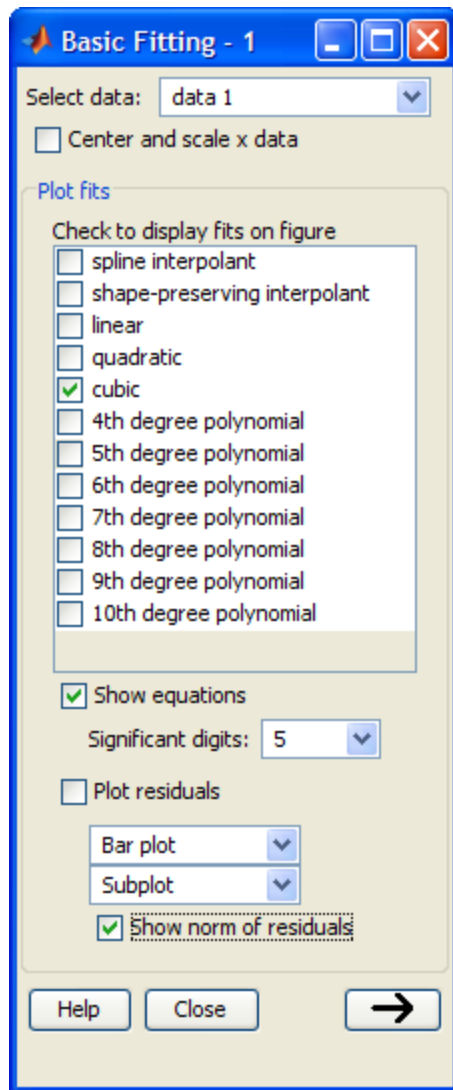 Basic Fitting - 1
Select data: data 1
Center and scale x data
Plot fits
Check to display fits on figure
spline interpolant
shape-preserving interpolant
linear
quadratic
cubic
4th degree polynomial
5th degree polynomial
6th degree polynomial
7th degree polynomial
8th degree polynomial
9th degree polynomial
10th degree polynomial
Show equations
Significant digits: 5
Plot residuals
Bar plot
Subplot
Show norm of residuals
Help Close